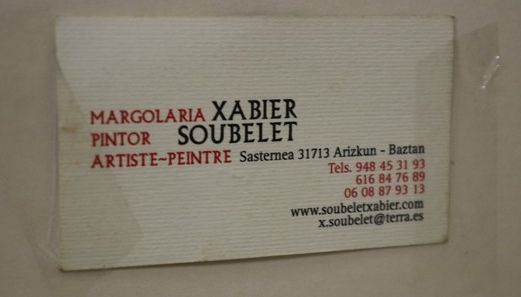 MARGOLARIA XABIER
PINTOR SOUBELET
ARTISTE~PEINTRE Sasternea 31713 Arizkun - Baztan
Tels. 948 45 31 93
616 84 76 89
06 08 87 93 13
www.soubeletxabier.com
x.soubelet@terra.es